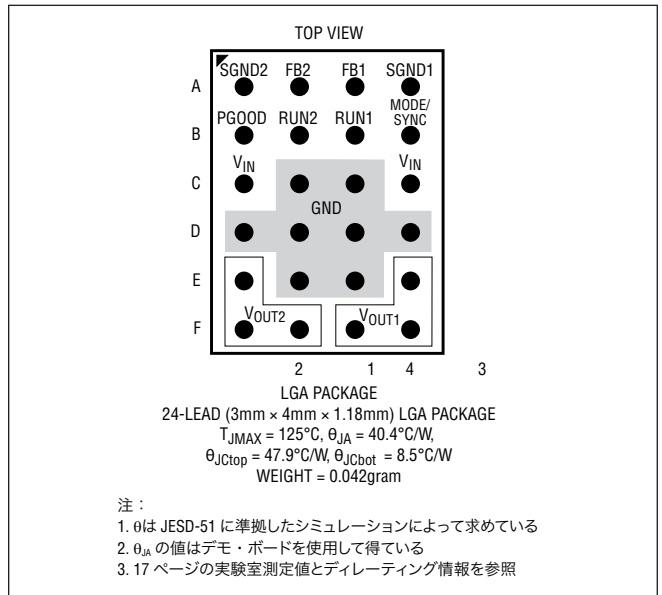 TOP VIEW
SGND2 FB2 FB1 SGND1
A
PGOOD RUN2 RUN1 MODE/
SYNC
B
VIN VIN
C
GND
D
E
VOUT2 VOUT1
F
2 1 4 3
LGA PACKAGE
24-LEAD (3mm × 4mm × 1.18mm) LGA PACKAGE
TJMAX = 125°C, θJA = 40.4°C/W,
θJCtop = 47.9°C/W, θJCbot = 8.5°C/W
WEIGHT = 0.042gram
注：
1. θは JESD-51 に準拠したシミュレーションによって求めている
2. θJA の値はデモ・ボードを使用して得ている
3. 17 ページの実験室測定値とディレーティング情報を参照